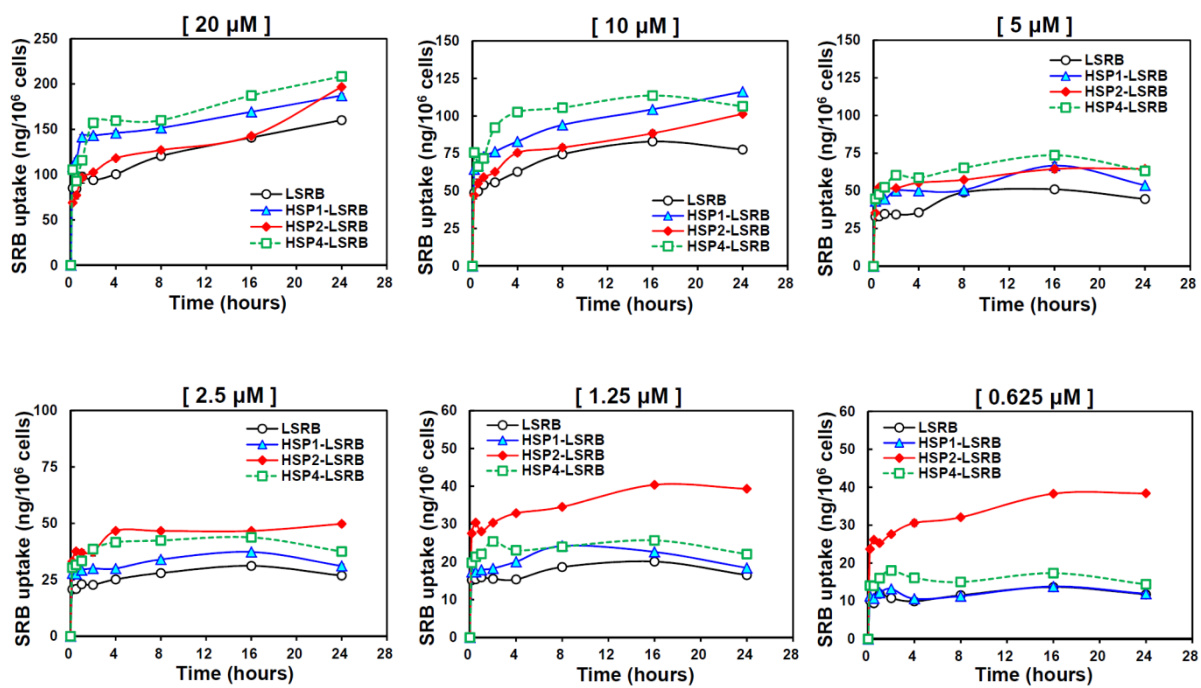 [ 20 µM ]
SRB uptake (ng/10⁶ cells)
250
200
150
100
50
0
LSRB
HSP1-LSRB
HSP2-LSRB
HSP4-LSRB
0 4 8 12 16 20 24 28
Time (hours)
[ 10 µM ]
SRB uptake (ng/10⁶ cells)
150
125
100
75
50
25
0
LSRB
HSP1-LSRB
HSP2-LSRB
HSP4-LSRB
0 4 8 12 16 20 24 28
Time (hours)
[ 5 µM ]
SRB uptake (ng/10⁶ cells)
150
125
100
75
50
25
0
LSRB
HSP1-LSRB
HSP2-LSRB
HSP4-LSRB
0 4 8 12 16 20 24 28
Time (hours)
[ 2.5 µM ]
SRB uptake (ng/10⁶ cells)
100
75
50
25
0
LSRB
HSP1-LSRB
HSP2-LSRB
HSP4-LSRB
0 4 8 12 16 20 24 28
Time (hours)
[ 1.25 µM ]
SRB uptake (ng/10⁶ cells)
60
50
40
30
20
10
0
LSRB
HSP1-LSRB
HSP2-LSRB
HSP4-LSRB
0 4 8 12 16 20 24 28
Time (hours)
[ 0.625 µM ]
SRB uptake (ng/10⁶ cells)
60
50
40
30
20
10
0
LSRB
HSP1-LSRB
HSP2-LSRB
HSP4-LSRB
0 4 8 12 16 20 24 28
Time (hours)